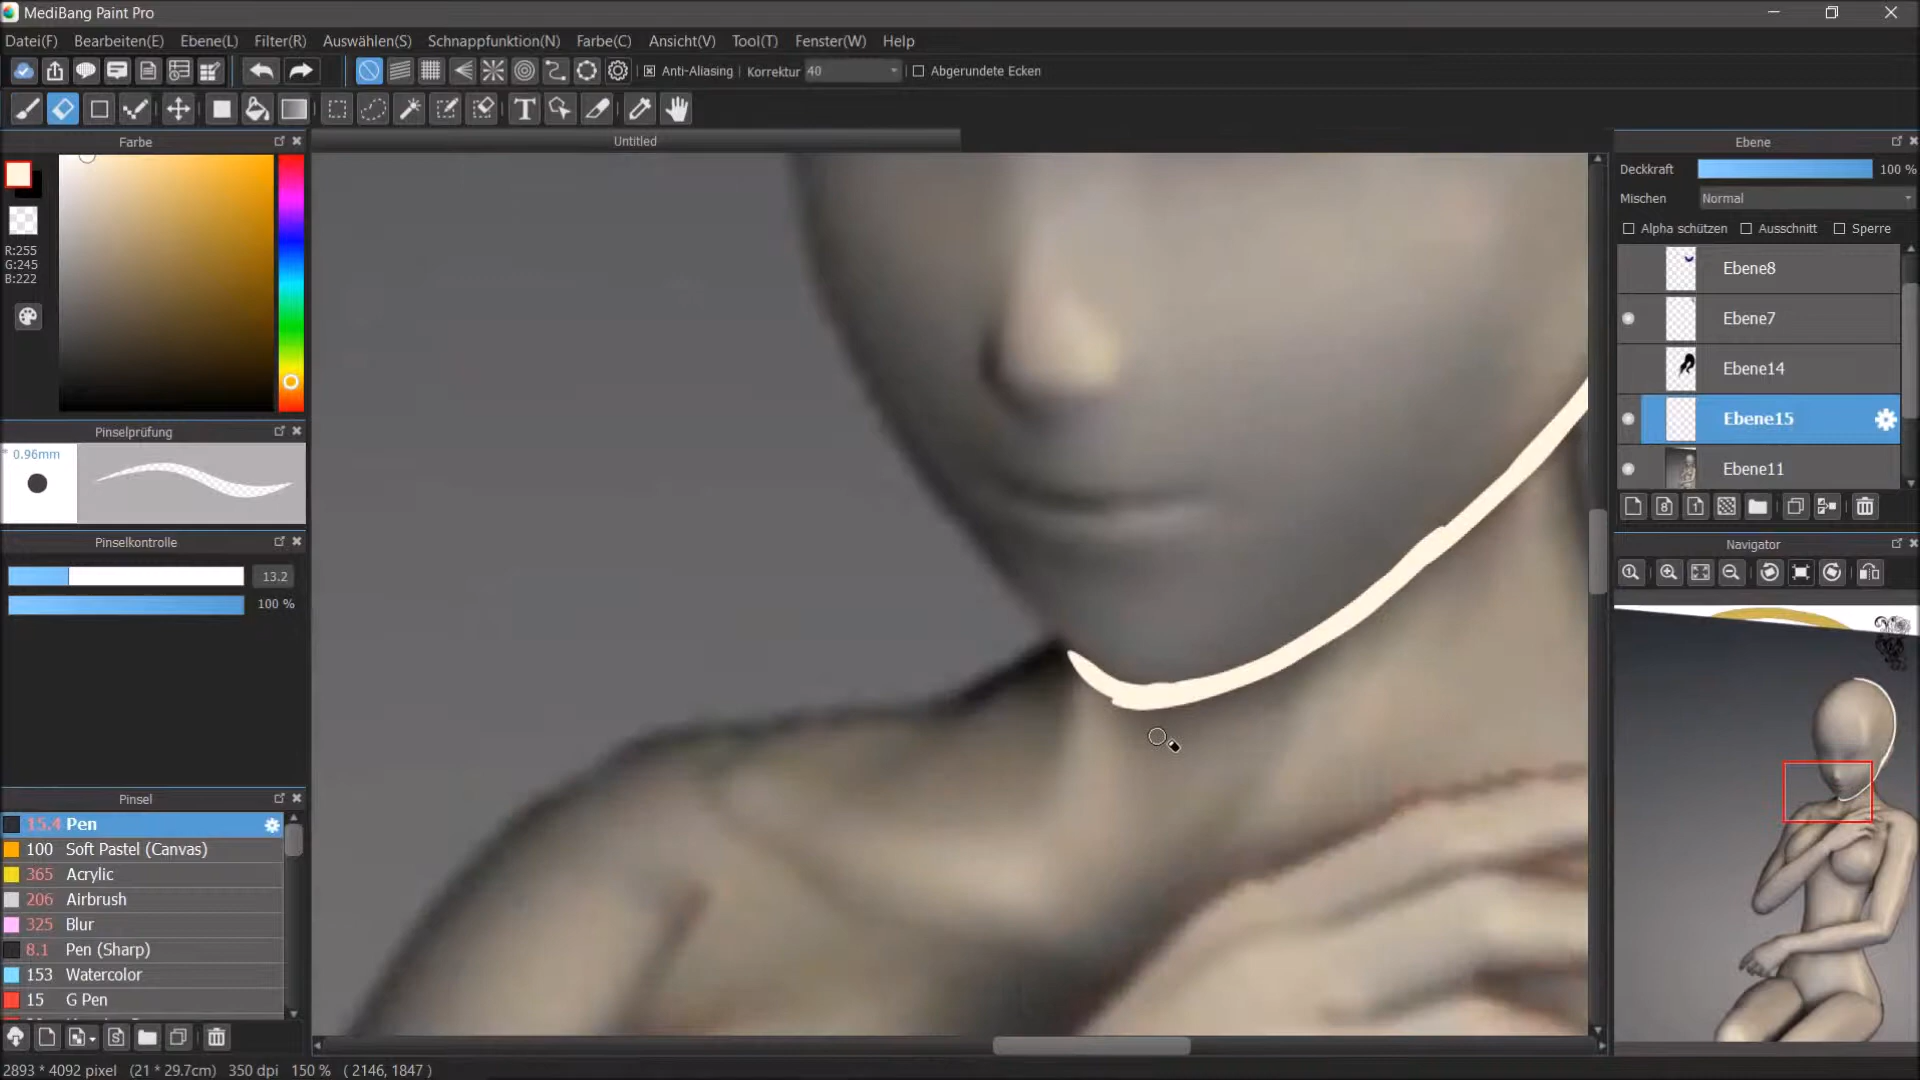 MediBang Paint Pro
Datei(F) Bearbeiten(E) Ebene(L) Filter(R) Auswählen(S) Schnappfunktion(N) Farbe(C) Ansicht(V) Tool(T) Fenster(W) Help
Anti-Aliasing Korrektur 40 Abgerundete Ecken
Farbe
Untitled
Ebene
R:255
G:245
B:222
Deckkraft 100 %
Mischen Normal
Alpha schützen Ausschnitt Sperre
Ebene8
Ebene7
Ebene14
Ebene15
Ebene11
Pinselprüfung
* 0.96mm
Pinselkontrolle
13.2
100 %
Navigator
Pinsel
15.4 Pen
100 Soft Pastel (Canvas)
365 Acrylic
206 Airbrush
325 Blur
8.1 Pen (Sharp)
153 Watercolor
15 G Pen
2893 * 4092 pixel (21 * 29.7cm) 350 dpi 150 % ( 2146, 1847 )